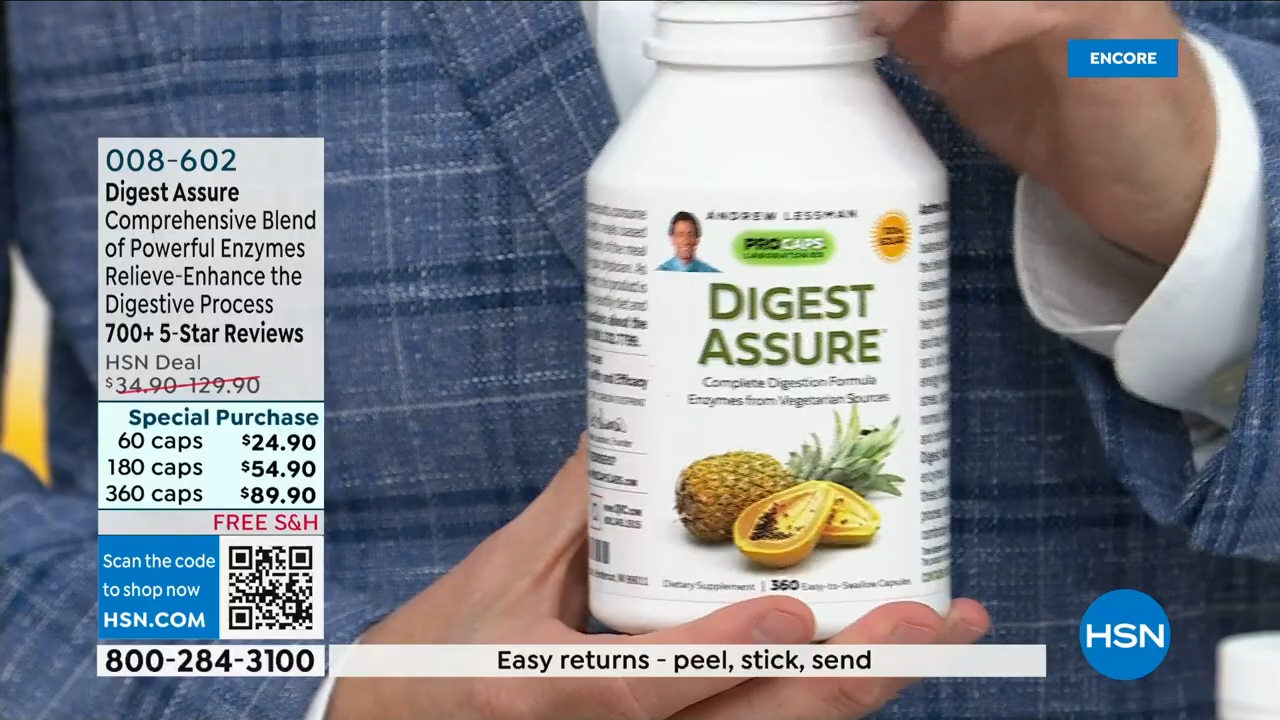 ENCORE
008-602
Digest Assure
Comprehensive Blend
of Powerful Enzymes
Relieve-Enhance the
Digestive Process
700+ 5-Star Reviews
HSN Deal
$34.90-129.90
Special Purchase
60 caps $24.90
180 caps $54.90
360 caps $89.90
FREE S&H
Scan the code
to shop now
HSN.COM
800-284-3100
Easy returns - peel, stick, send
HSN
ANDREW LESSMAN
PROCAPS
LABORATORIES
DIGEST
ASSURE
Complete Digestion Formula
Enzymes from Vegetarian Sources
Dietary Supplement | 360 Easy-to-Swallow Capsules